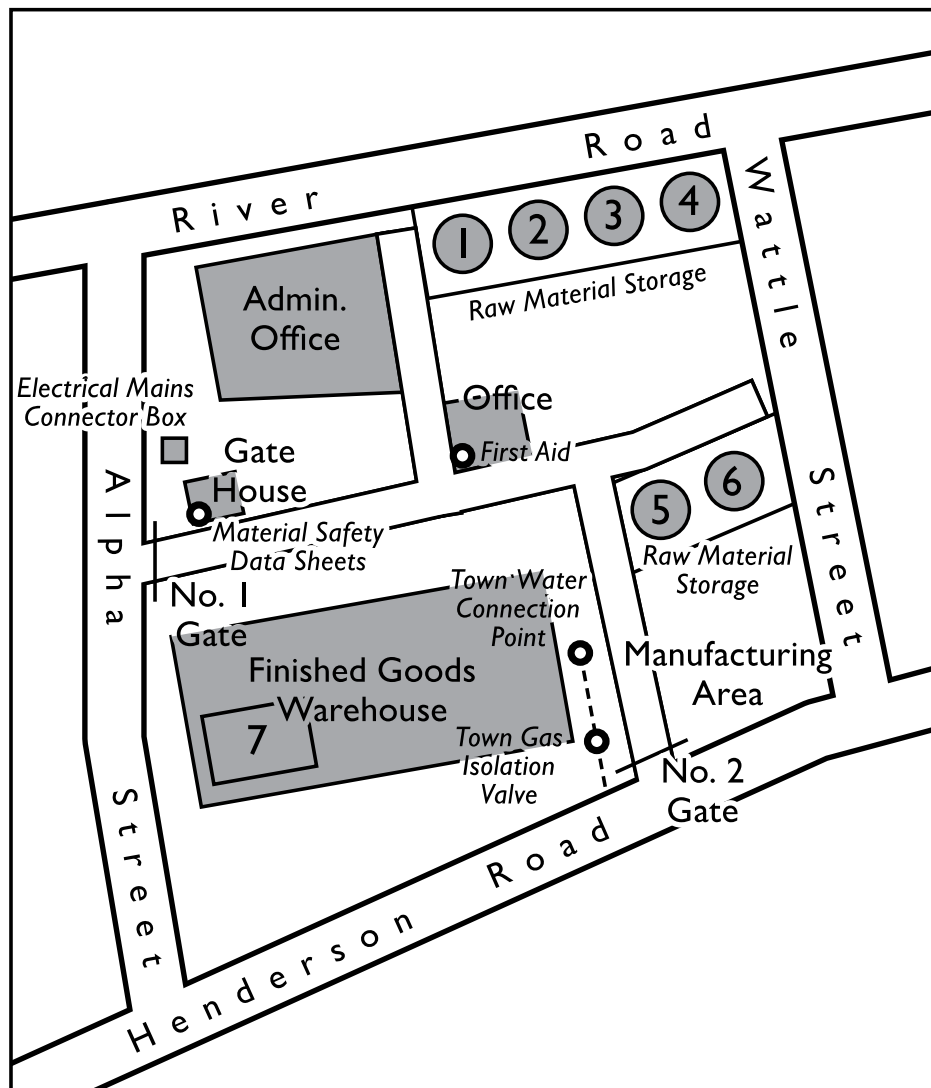 River Road
Wattle Street
1
2
3
4
Raw Material Storage
Admin.
Office
Electrical Mains
Connector Box
Office
First Aid
Gate
House
Material Safety
Data Sheets
5
6
Raw Material
Storage
Alpha Street
No. 1
Gate
Town Water
Connection
Point
Manufacturing
Area
Finished Goods
Warehouse
7
Town Gas
Isolation
Valve
No. 2
Gate
Henderson Road